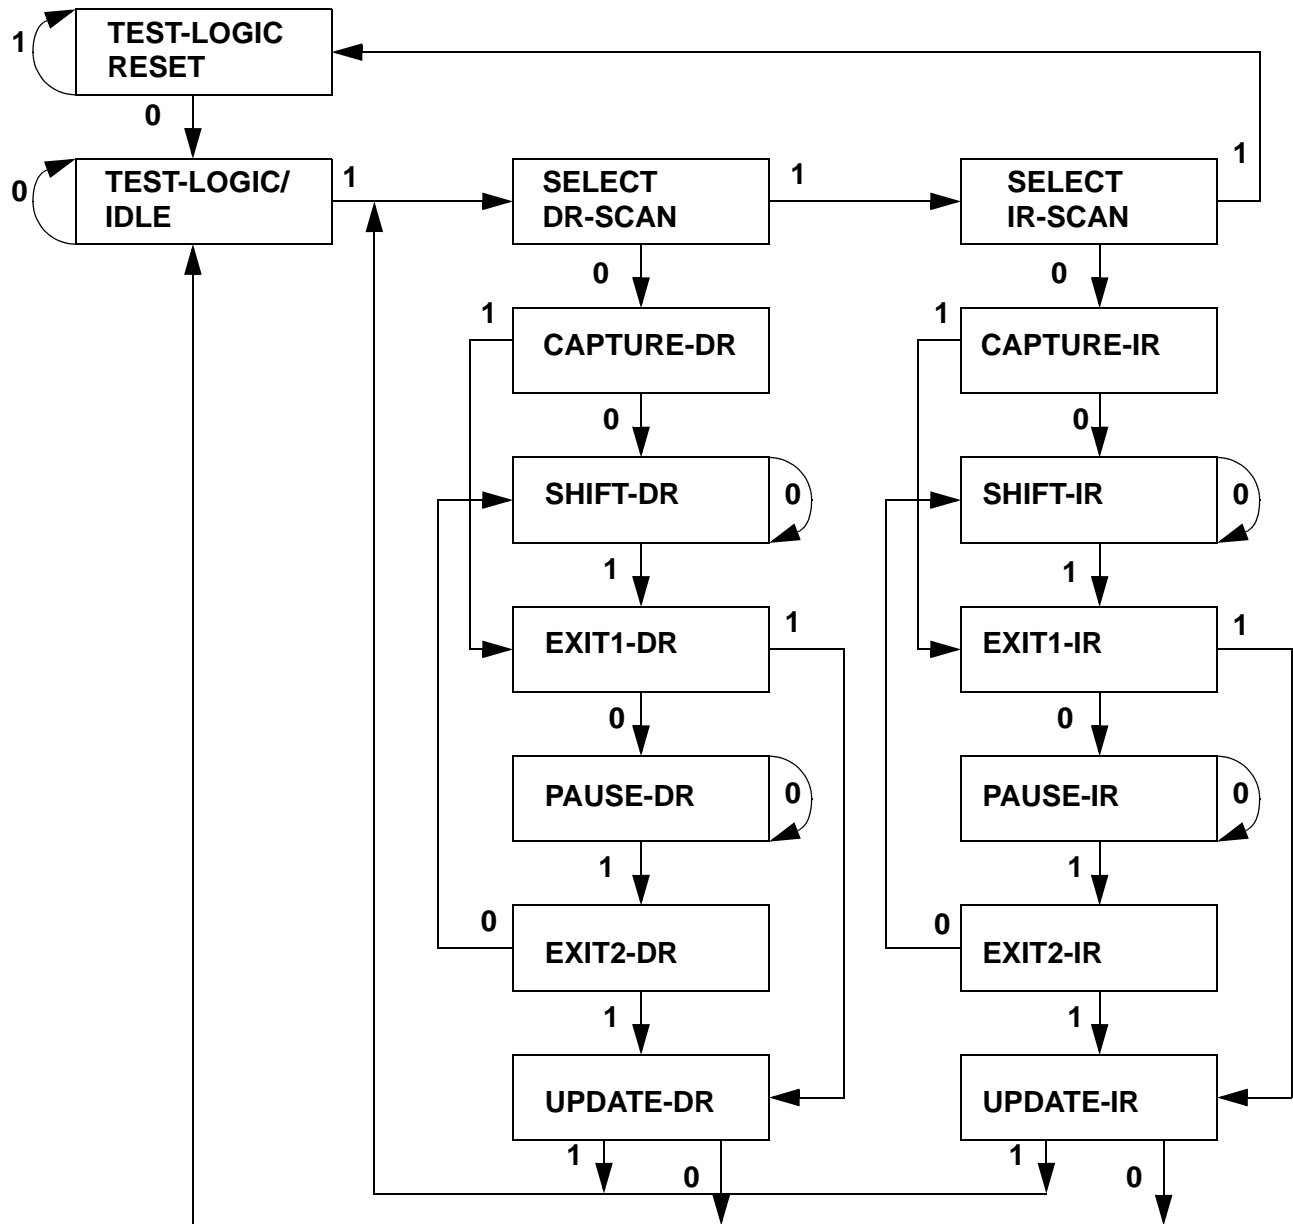 1
TEST-LOGIC
RESET
0
0
TEST-LOGIC/
IDLE
1
SELECT
DR-SCAN
1
SELECT
IR-SCAN
1
0
0
1
CAPTURE-DR
1
CAPTURE-IR
0
0
SHIFT-DR
0
SHIFT-IR
0
1
1
EXIT1-DR
1
EXIT1-IR
1
0
0
PAUSE-DR
0
PAUSE-IR
0
1
1
0
EXIT2-DR
0
EXIT2-IR
1
1
UPDATE-DR
UPDATE-IR
1
0
1
0